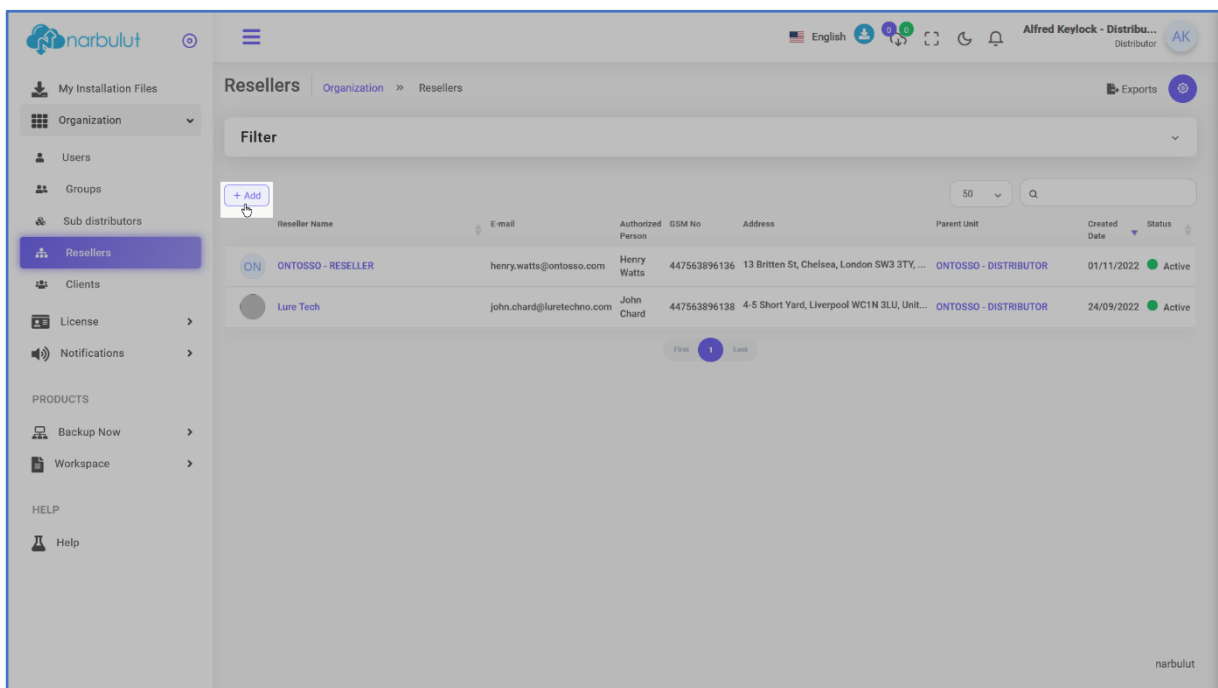 narbulut
English
0
0
Alfred Keylock - Distribu...
Distributor
AK
My Installation Files
Organization
Users
Groups
Sub distributors
Resellers
Clients
License
Notifications
PRODUCTS
Backup Now
Workspace
HELP
Help
Resellers Organization » Resellers
Exports
Filter
+ Add
50
Reseller Name E-mail Authorized Person GSM No Address Parent Unit Created Date Status
ON ONTOSSO - RESELLER henry.watts@ontosso.com Henry Watts 447563896136 13 Britten St, Chelsea, London SW3 3TY, ... ONTOSSO - DISTRIBUTOR 01/11/2022 Active
Lure Tech john.chard@luretechno.com John Chard 447563896138 4-5 Short Yard, Liverpool WC1N 3LU, Unit... ONTOSSO - DISTRIBUTOR 24/09/2022 Active
First 1 Last
narbulut